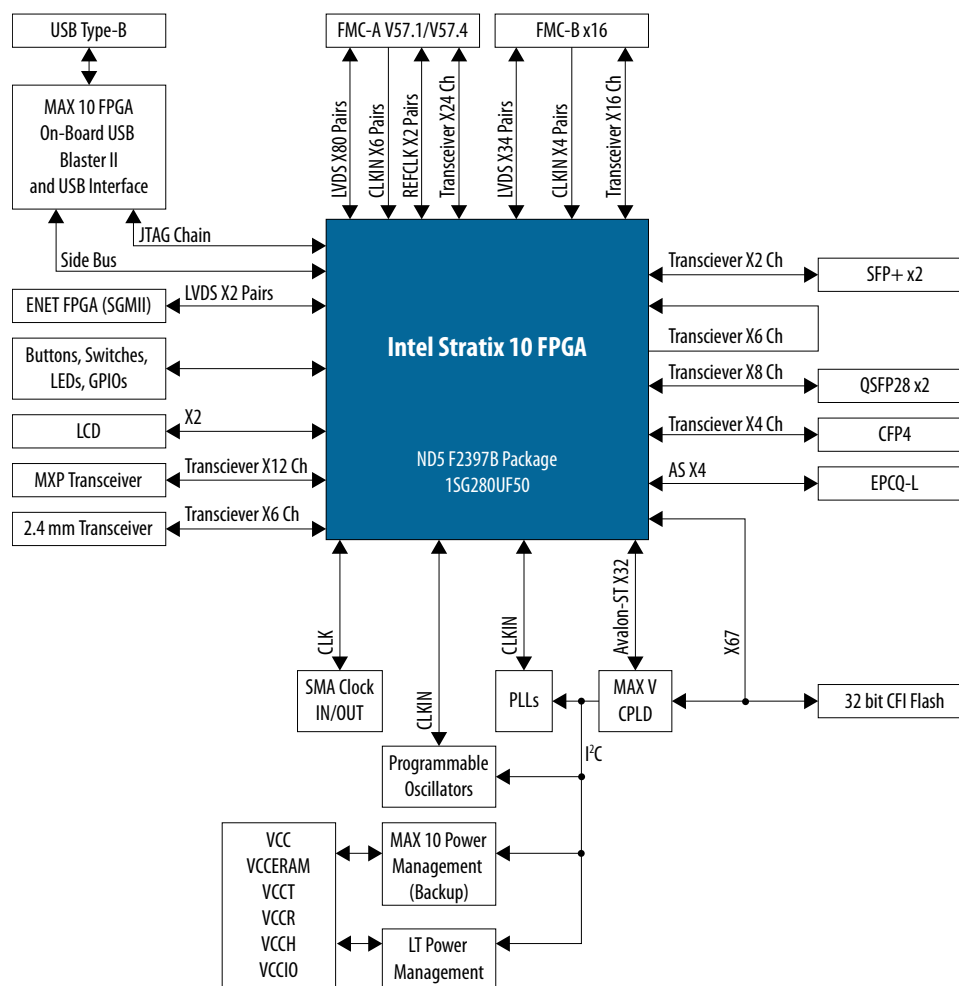 USB Type-B
FMC-A V57.1/V57.4
FMC-B x16
MAX 10 FPGA
On-Board USB
Blaster II
and USB Interface
LVDS X80 Pairs
CLKIN X6 Pairs
REFCLK X2 Pairs
Transceiver X24 Ch
LVDS X34 Pairs
CLKIN X4 Pairs
Transceiver X16 Ch
JTAG Chain
Side Bus
Transciever X2 Ch
SFP+ x2
ENET FPGA (SGMII)
LVDS X2 Pairs
Intel Stratix 10 FPGA
Transciever X6 Ch
Buttons, Switches,
LEDs, GPIOs
Transciever X8 Ch
QSFP28 x2
LCD
X2
Transciever X4 Ch
CFP4
ND5 F2397B Package
1SG280UF50
MXP Transceiver
Transciever X12 Ch
AS X4
EPCQ-L
2.4 mm Transceiver
Transciever X6 Ch
CLK
CLKIN
CLKIN
Avalon-ST X32
X67
SMA Clock
IN/OUT
PLLs
MAX V
CPLD
32 bit CFI Flash
I²C
Programmable
Oscillators
VCC
VCCERAM
VCCT
VCCR
VCCH
VCCIO
MAX 10 Power
Management
(Backup)
LT Power
Management